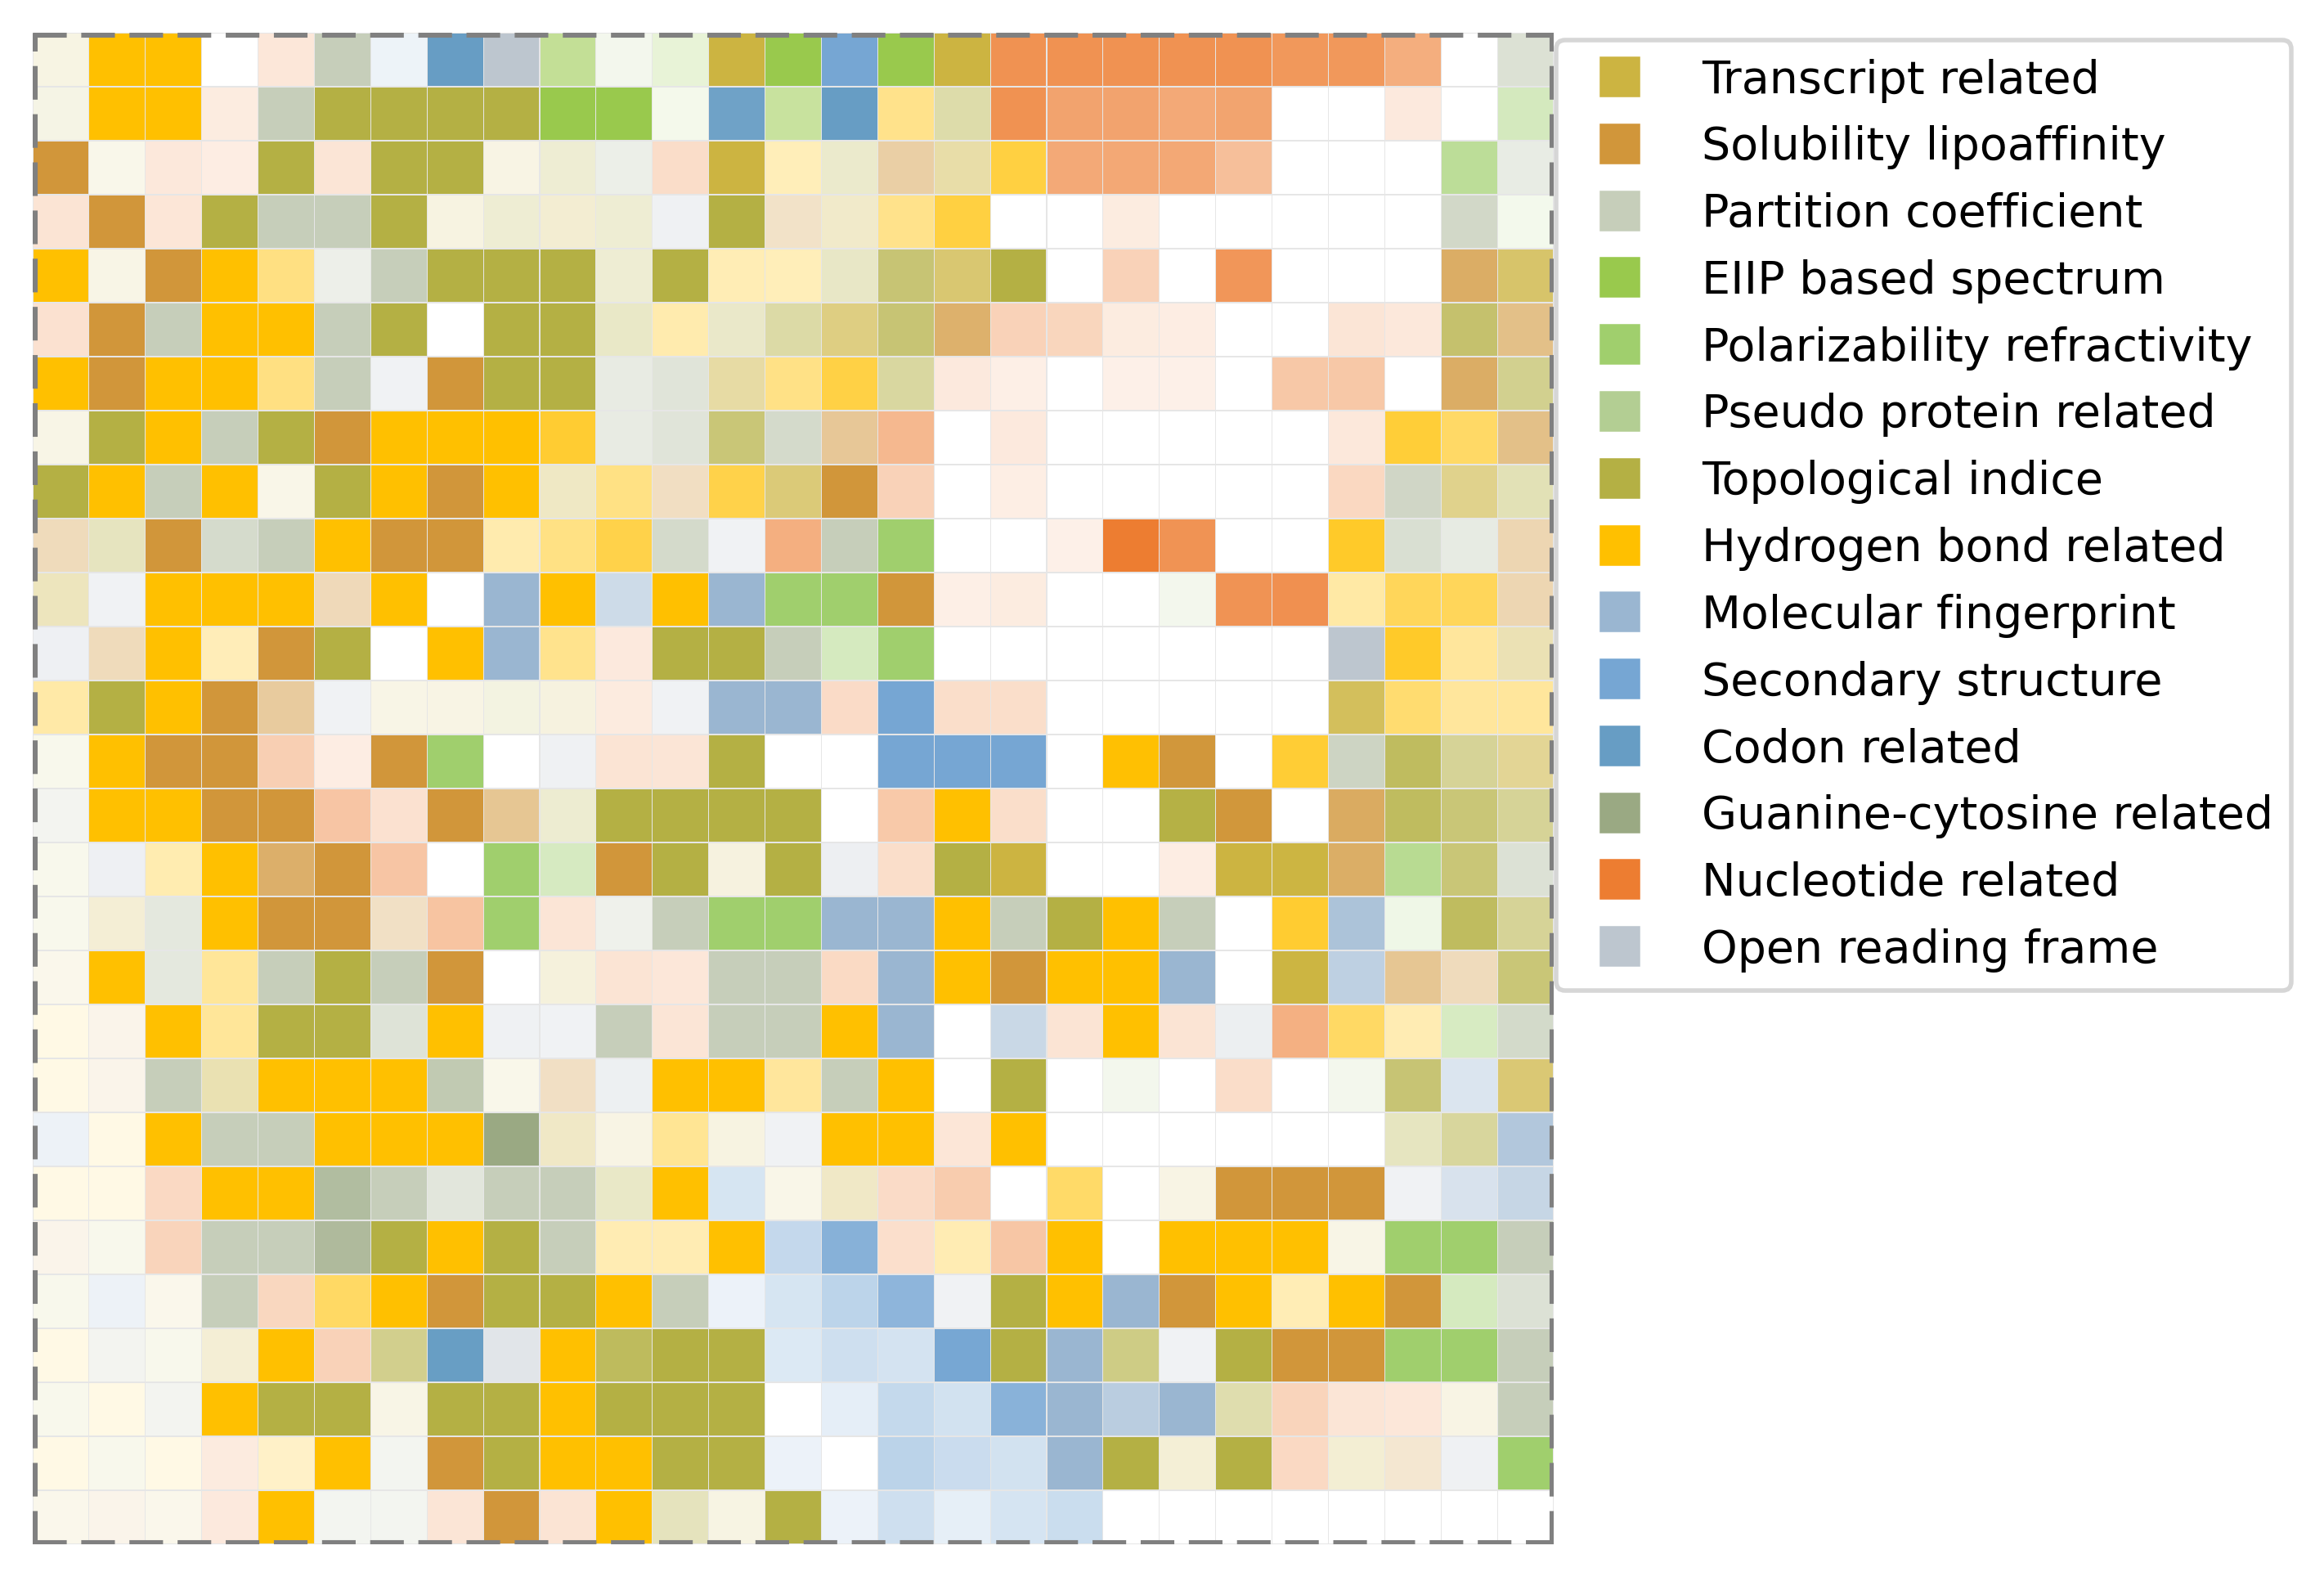 Transcript related
Solubility lipoaffinity
Partition coefficient
EIIP based spectrum
Polarizability refractivity
Pseudo protein related
Topological indice
Hydrogen bond related
Molecular fingerprint
Secondary structure
Codon related
Guanine-cytosine related
Nucleotide related
Open reading frame